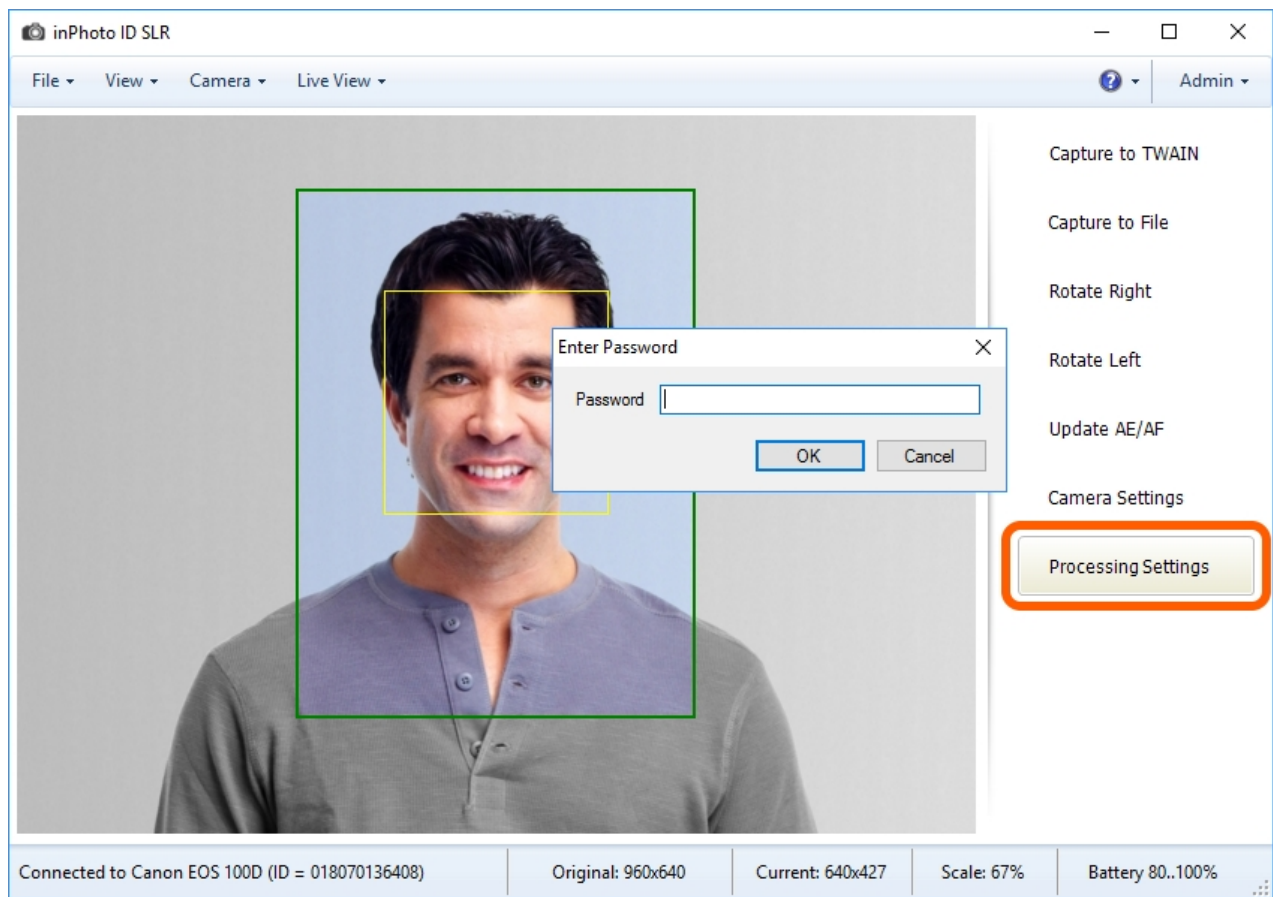 inPhoto ID SLR
File View Camera Live View Admin
Capture to TWAIN
Capture to File
Rotate Right
Rotate Left
Update AE/AF
Camera Settings
Processing Settings
Enter Password
Password
OK Cancel
Connected to Canon EOS 100D (ID = 018070136408) Original: 960x640 Current: 640x427 Scale: 67% Battery 80..100%